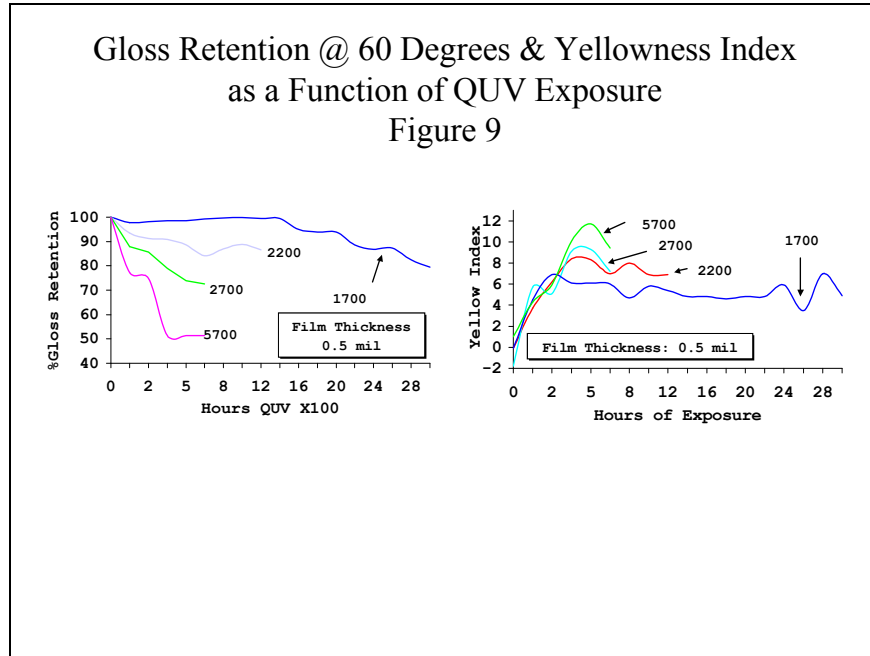 Gloss Retention @ 60 Degrees & Yellowness Index
as a Function of QUV Exposure
Figure 9
%Gloss Retention
100
90
80
70
60
50
40
2200
2700
5700
1700
Film Thickness
0.5 mil
0 2 5 8 12 16 20 24 28
Hours QUV X100
Yellow Index
12
10
8
6
4
2
0
-2
5700
2700
2200
1700
Film Thickness: 0.5 mil
0 2 5 8 12 16 20 24 28
Hours of Exposure